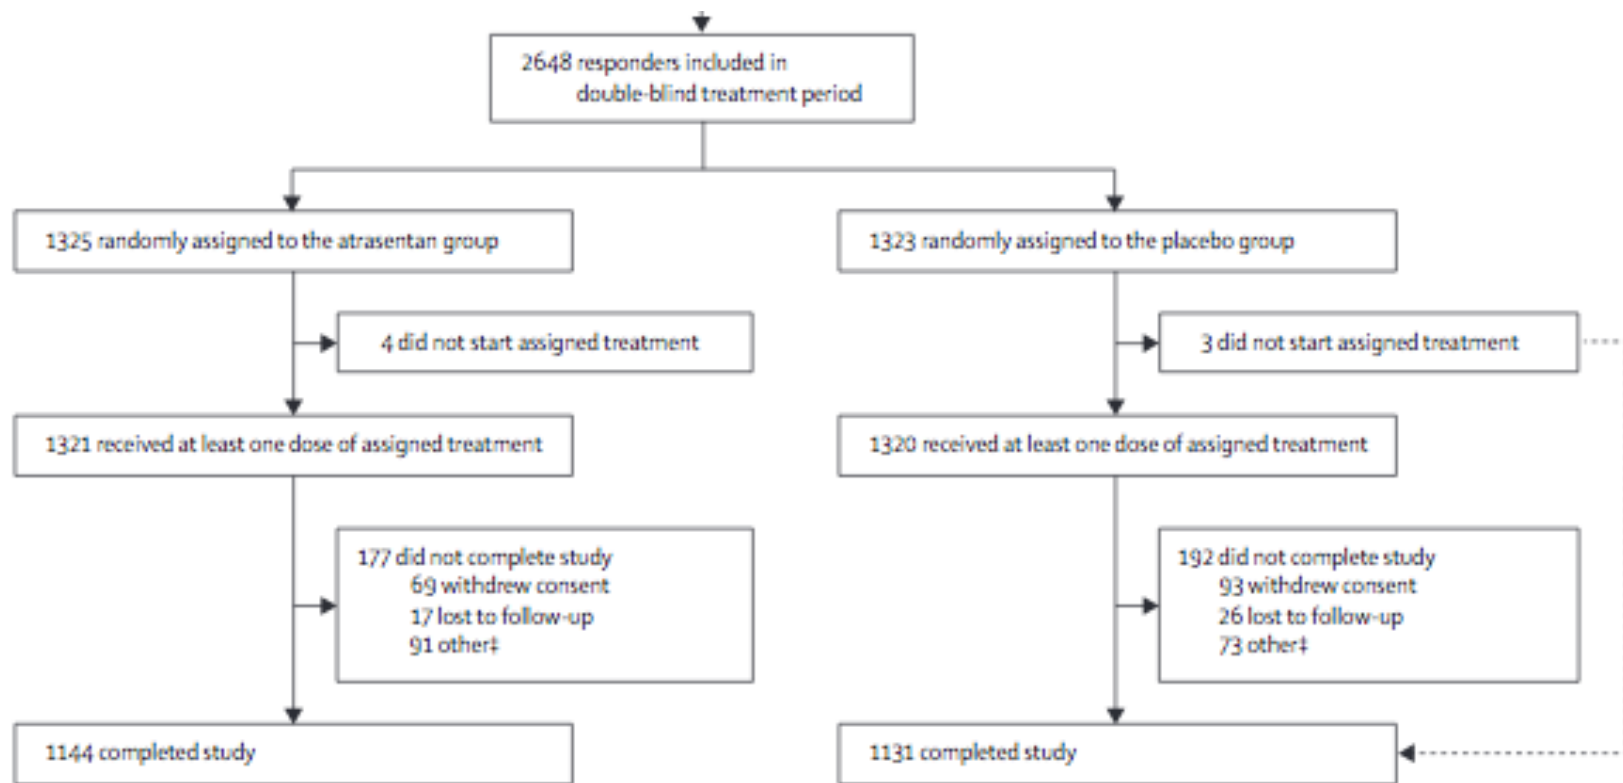 2648 responders included in
double-blind treatment period
1325 randomly assigned to the atrasentan group
1323 randomly assigned to the placebo group
4 did not start assigned treatment
3 did not start assigned treatment
1321 received at least one dose of assigned treatment
1320 received at least one dose of assigned treatment
177 did not complete study
69 withdrew consent
17 lost to follow-up
91 other‡
192 did not complete study
93 withdrew consent
26 lost to follow-up
73 other‡
1144 completed study
1131 completed study